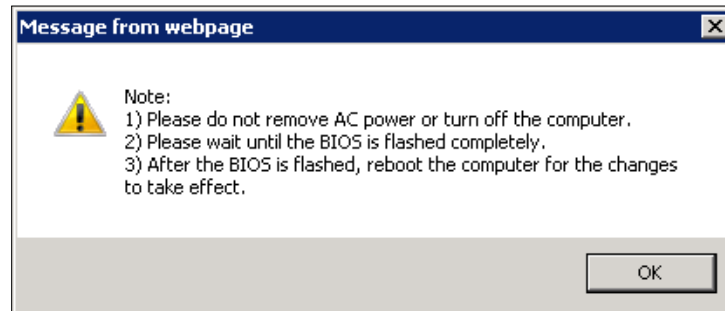 Message from webpage
Note:
1) Please do not remove AC power or turn off the computer.
2) Please wait until the BIOS is flashed completely.
3) After the BIOS is flashed, reboot the computer for the changes
to take effect.
OK